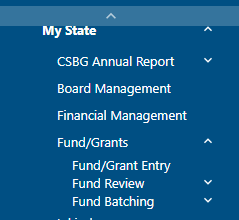 My State
CSBG Annual Report
Board Management
Financial Management
Fund/Grants
Fund/Grant Entry
Fund Review
Fund Batching